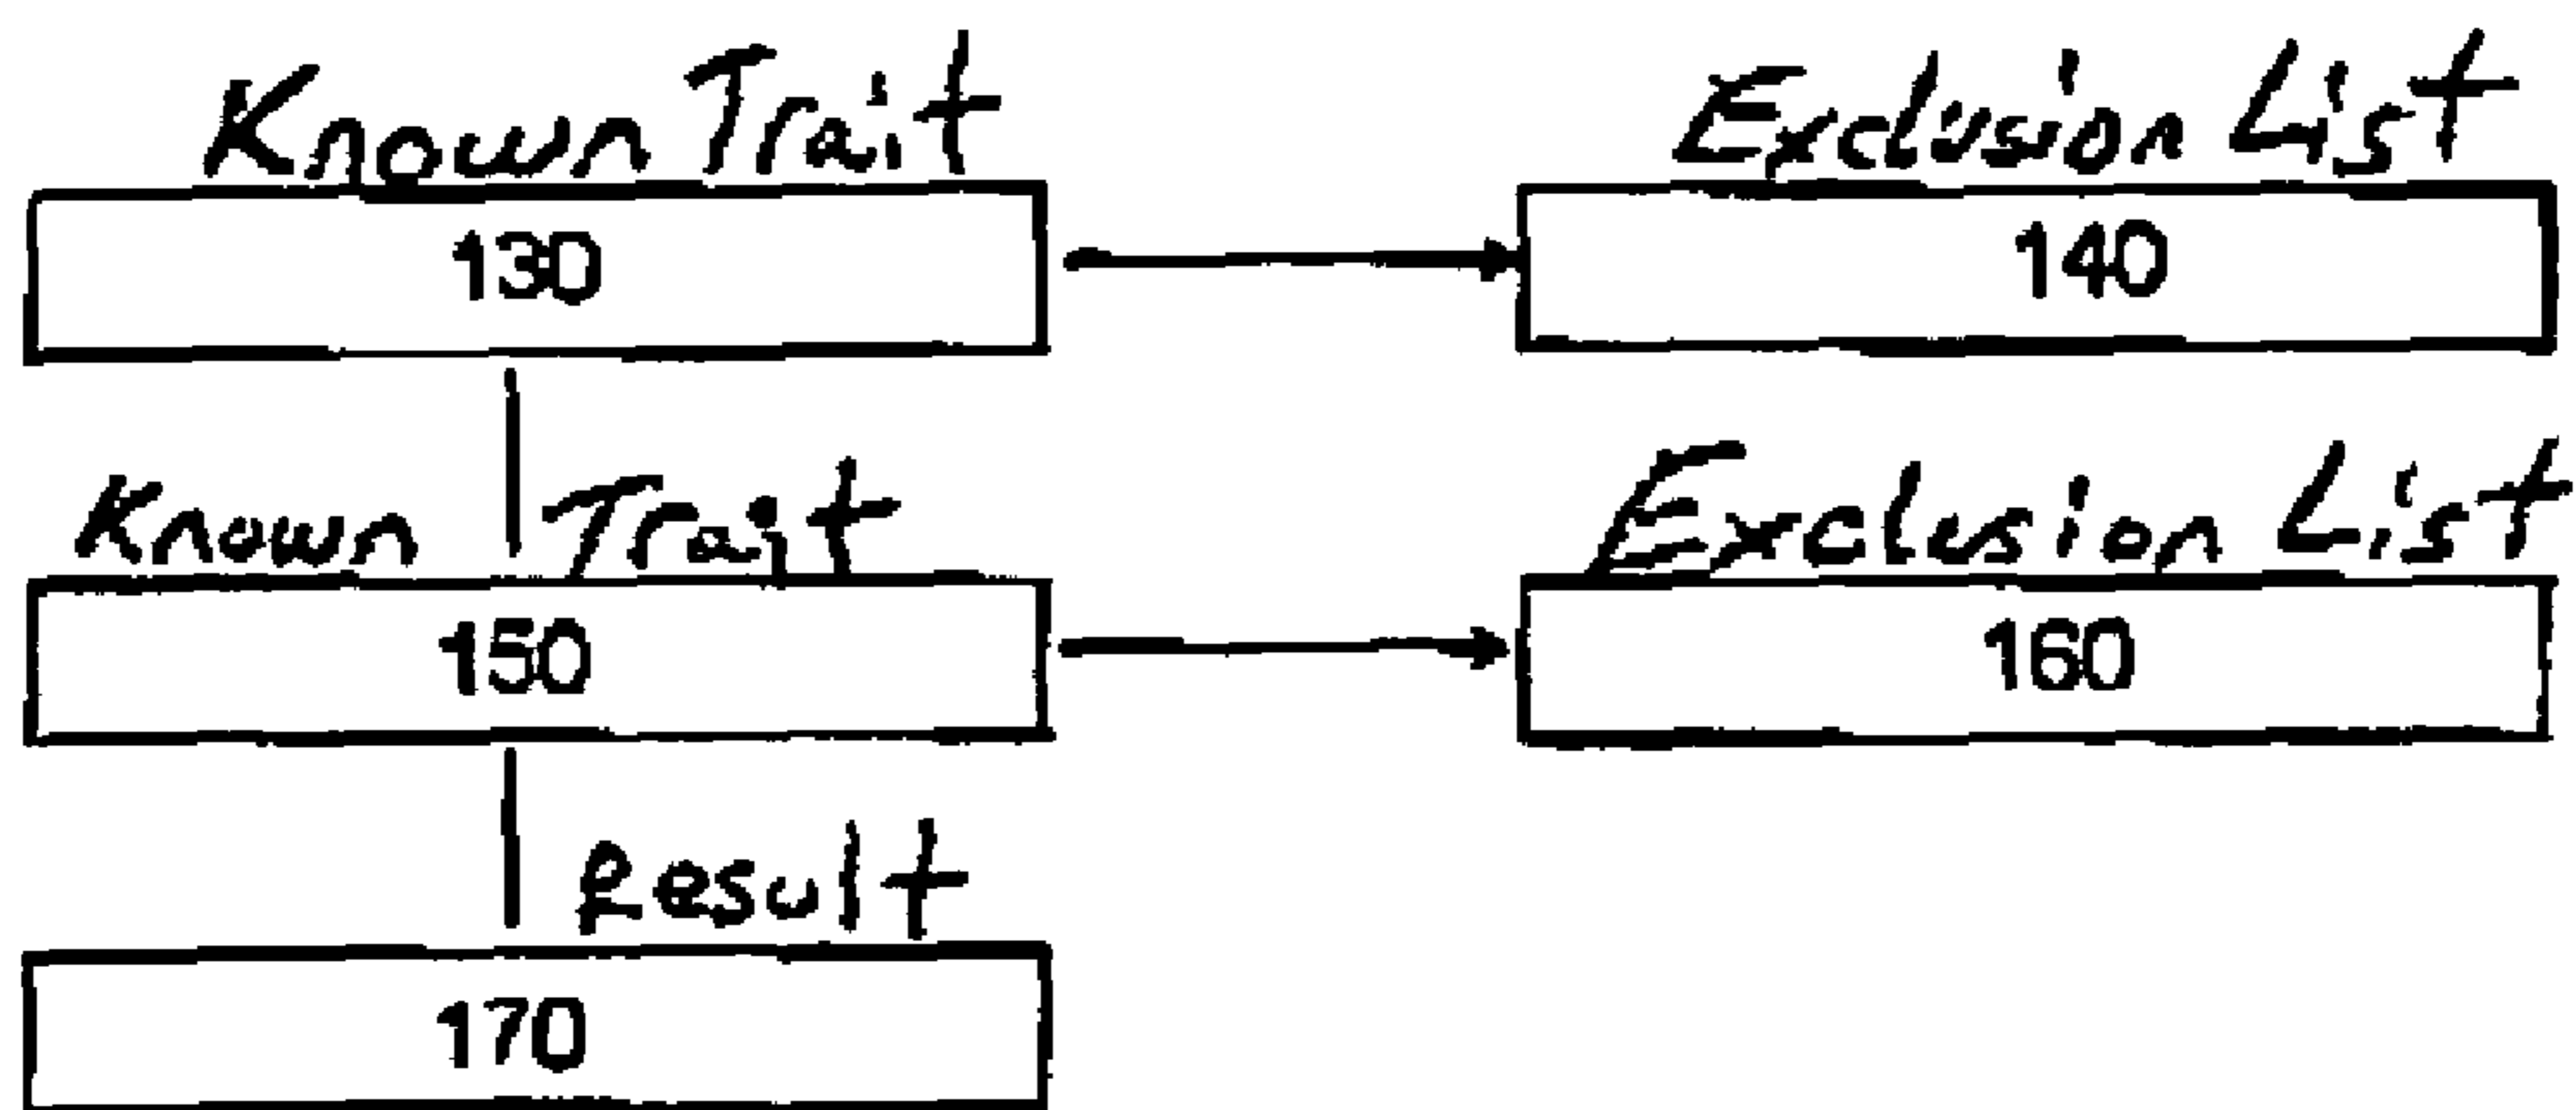 Known Trait Exclusion List
130 140
Known Trait Exclusion List
150 160
Result
170